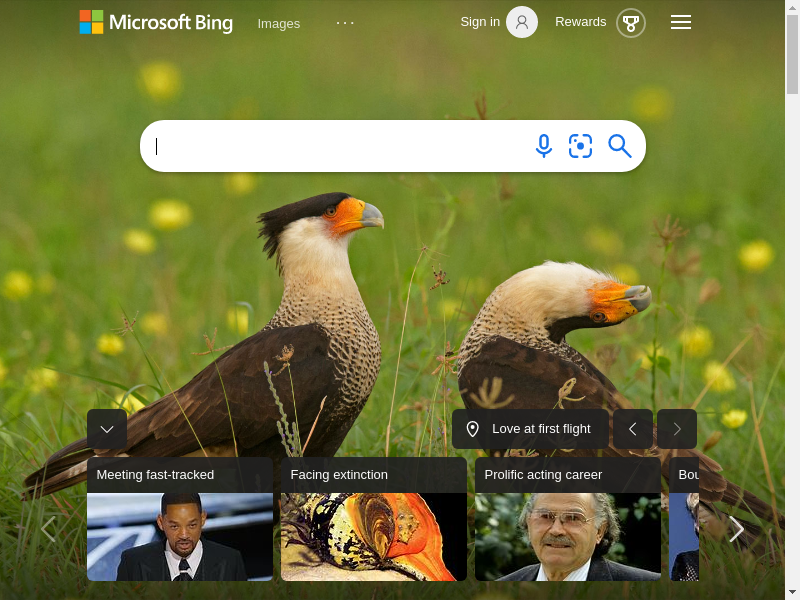 Microsoft Bing
Images
...
Sign in
Rewards
Love at first flight
Meeting fast-tracked
Facing extinction
Prolific acting career
Bou